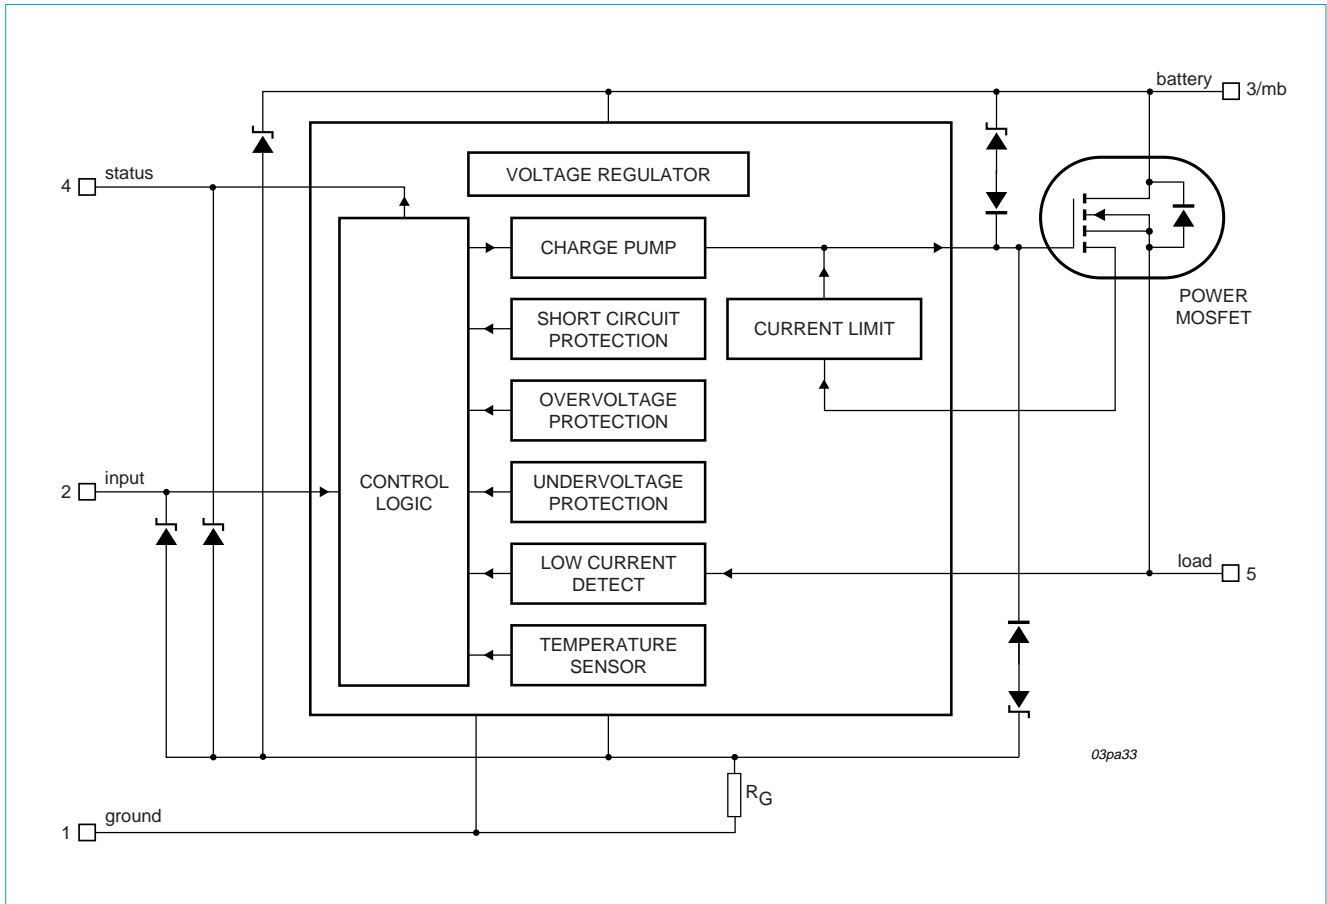 battery
3/mb
VOLTAGE REGULATOR
4
status
CHARGE PUMP
POWER
MOSFET
SHORT CIRCUIT
PROTECTION
CURRENT LIMIT
OVERVOLTAGE
PROTECTION
2
input
CONTROL
LOGIC
UNDERVOLTAGE
PROTECTION
LOW CURRENT
DETECT
load
5
TEMPERATURE
SENSOR
03pa33
RG
1
ground